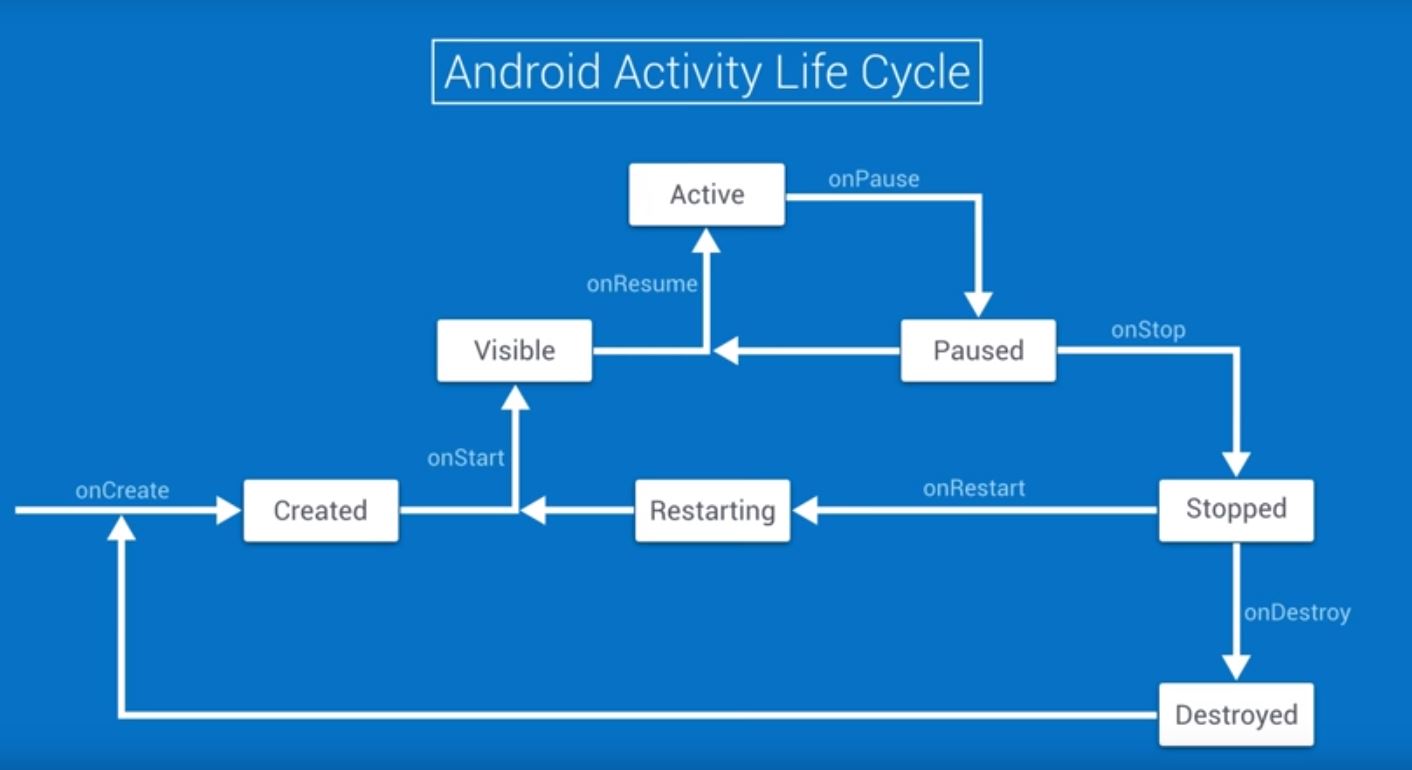 Android Activity Life Cycle
Active
onPause
onResume
Visible
Paused
onStop
onStart
onCreate
Created
Restarting
onRestart
Stopped
onDestroy
Destroyed